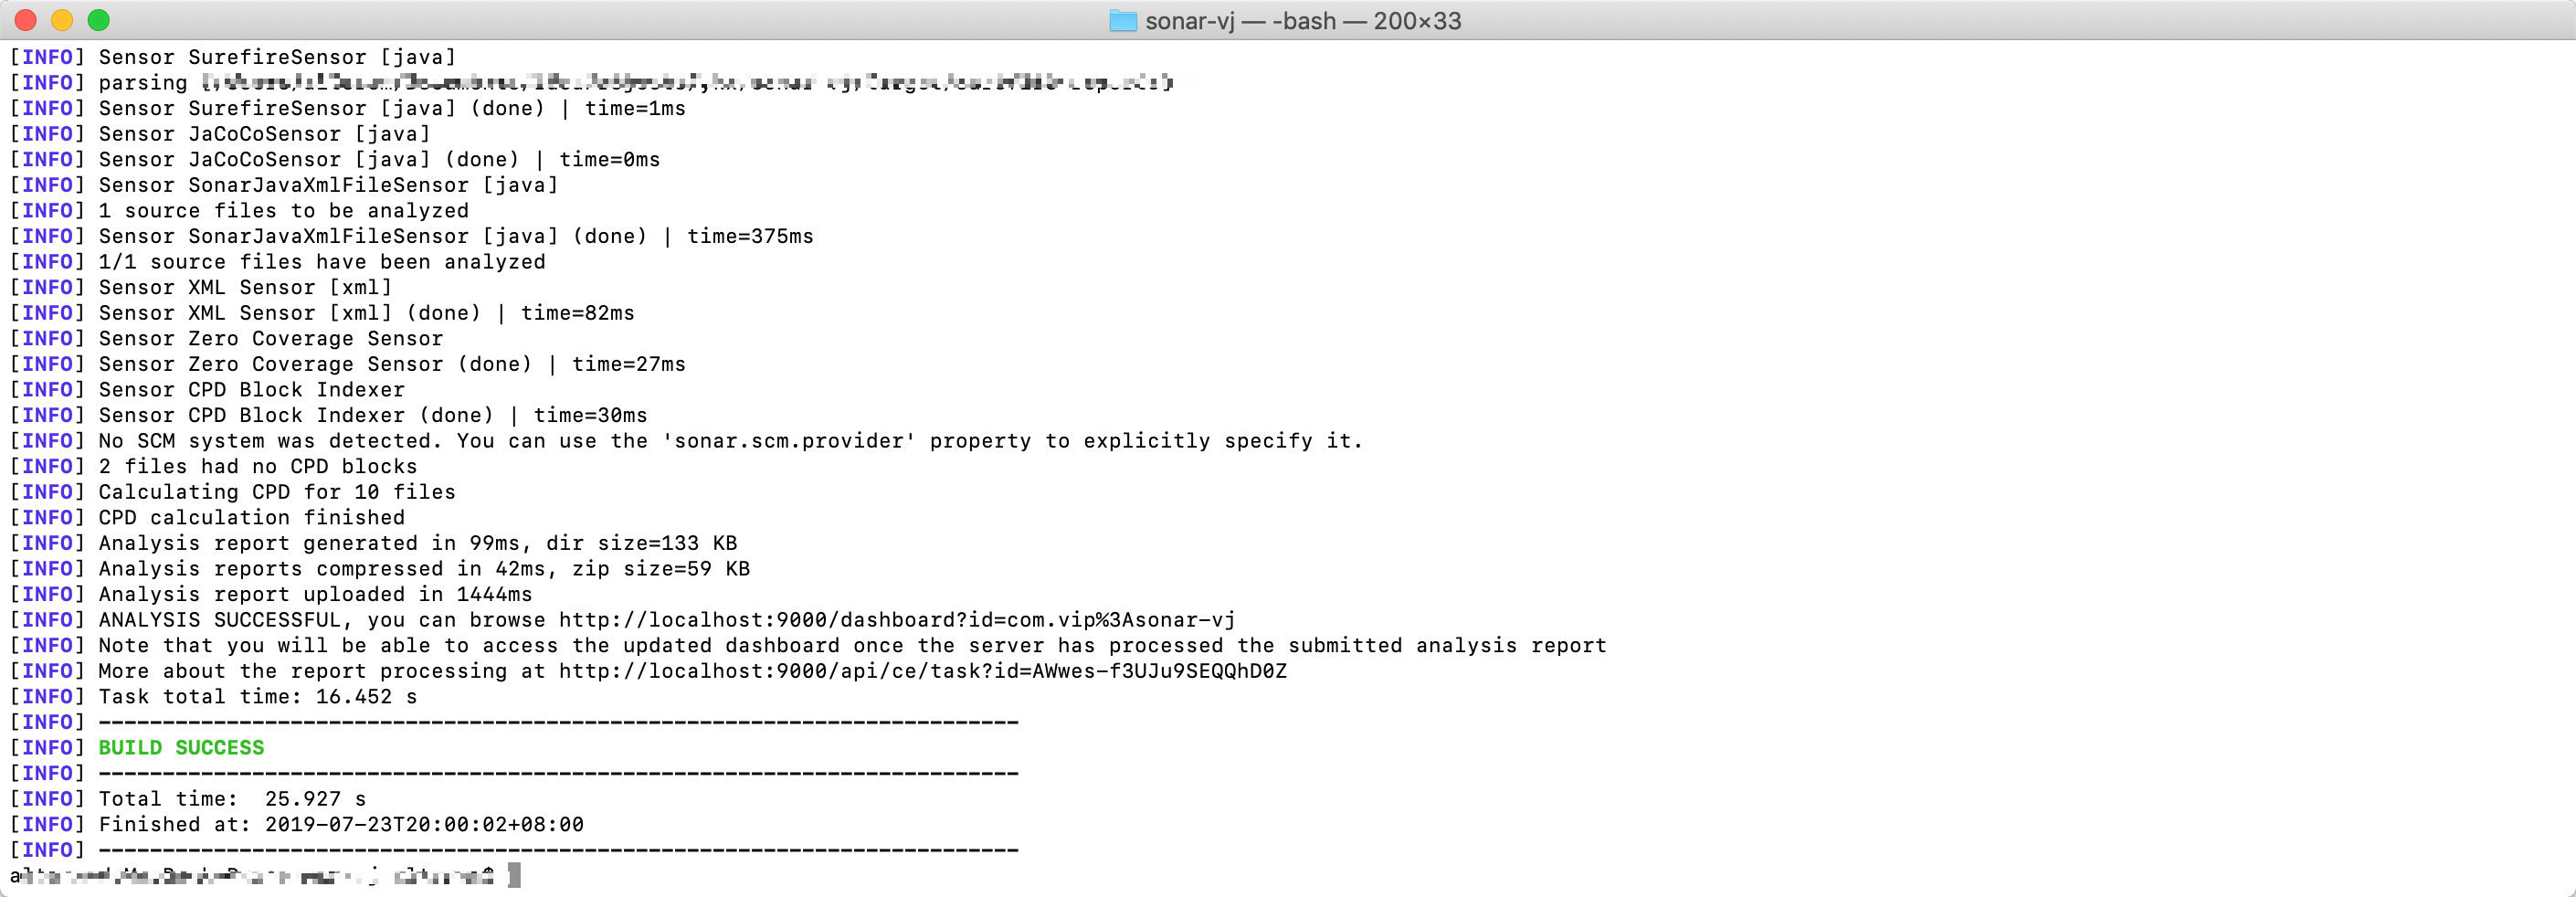 sonar-vj — -bash — 200×33
[INFO] Sensor SurefireSensor [java]
[INFO] parsing
[INFO] Sensor SurefireSensor [java] (done) | time=1ms
[INFO] Sensor JaCoCoSensor [java]
[INFO] Sensor JaCoCoSensor [java] (done) | time=0ms
[INFO] Sensor SonarJavaXmlFileSensor [java]
[INFO] 1 source files to be analyzed
[INFO] Sensor SonarJavaXmlFileSensor [java] (done) | time=375ms
[INFO] 1/1 source files have been analyzed
[INFO] Sensor XML Sensor [xml]
[INFO] Sensor XML Sensor [xml] (done) | time=82ms
[INFO] Sensor Zero Coverage Sensor
[INFO] Sensor Zero Coverage Sensor (done) | time=27ms
[INFO] Sensor CPD Block Indexer
[INFO] Sensor CPD Block Indexer (done) | time=30ms
[INFO] No SCM system was detected. You can use the 'sonar.scm.provider' property to explicitly specify it.
[INFO] 2 files had no CPD blocks
[INFO] Calculating CPD for 10 files
[INFO] CPD calculation finished
[INFO] Analysis report generated in 99ms, dir size=133 KB
[INFO] Analysis reports compressed in 42ms, zip size=59 KB
[INFO] Analysis report uploaded in 1444ms
[INFO] ANALYSIS SUCCESSFUL, you can browse http://localhost:9000/dashboard?id=com.vip%3Asonar-vj
[INFO] Note that you will be able to access the updated dashboard once the server has processed the submitted analysis report
[INFO] More about the report processing at http://localhost:9000/api/ce/task?id=AWwes-f3UJu9SEQQhD0Z
[INFO] Task total time: 16.452 s
[INFO] ------------------------------------------------------------------------
[INFO] BUILD SUCCESS
[INFO] ------------------------------------------------------------------------
[INFO] Total time:  25.927 s
[INFO] Finished at: 2019-07-23T20:00:02+08:00
[INFO] ------------------------------------------------------------------------